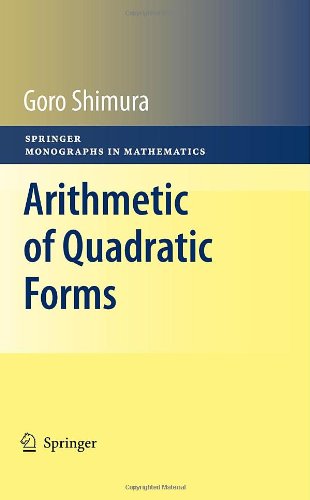 Goro Shimura
SPRINGER
MONOGRAPHS IN MATHEMATICS
Arithmetic
of Quadratic
Forms
Springer